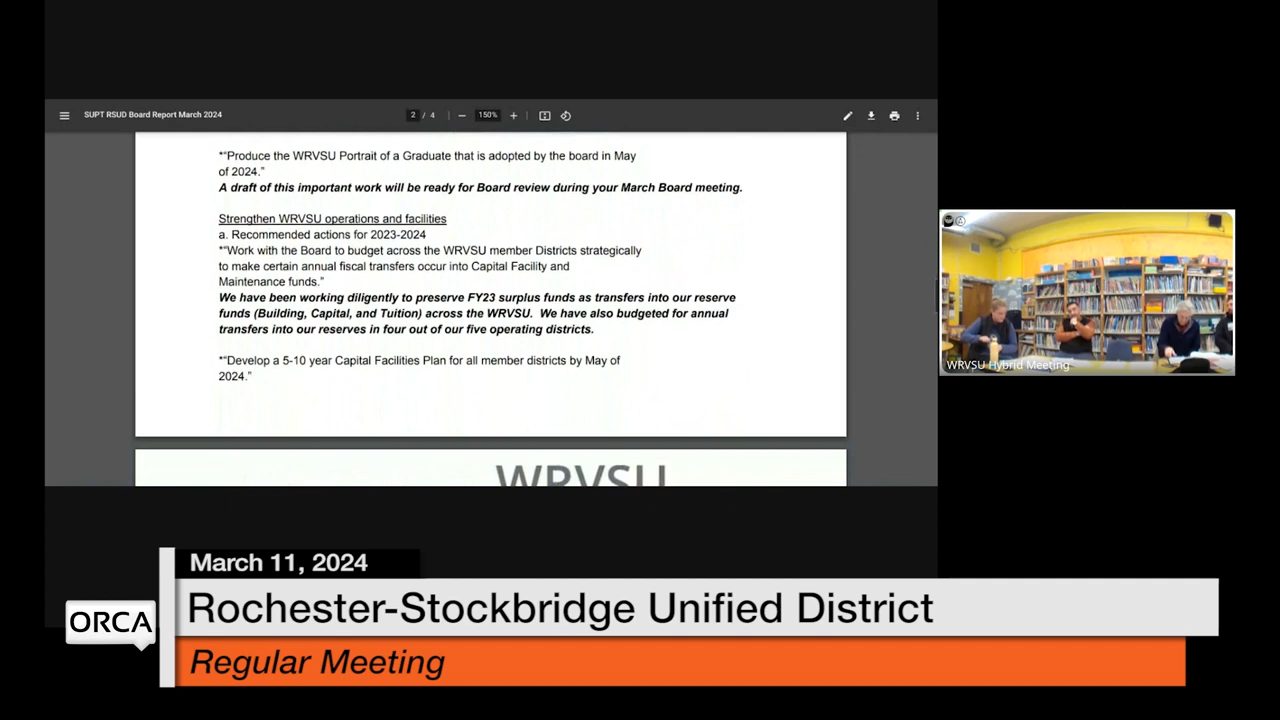 SUPT RSUD Board Report March 2024
2 / 4
150%
*"Produce the WRVSU Portrait of a Graduate that is adopted by the board in May
of 2024."
A draft of this important work will be ready for Board review during your March Board meeting.
Strengthen WRVSU operations and facilities
a. Recommended actions for 2023-2024
*"Work with the Board to budget across the WRVSU member Districts strategically
to make certain annual fiscal transfers occur into Capital Facility and
Maintenance funds."
We have been working diligently to preserve FY23 surplus funds as transfers into our reserve
funds (Building, Capital, and Tuition) across the WRVSU. We have also budgeted for annual
transfers into our reserves in four out of our five operating districts.
*"Develop a 5-10 year Capital Facilities Plan for all member districts by May of
2024."
WRVSU
WRVSU Hybrid Meeting
March 11, 2024
ORCA
Rochester-Stockbridge Unified District
Regular Meeting